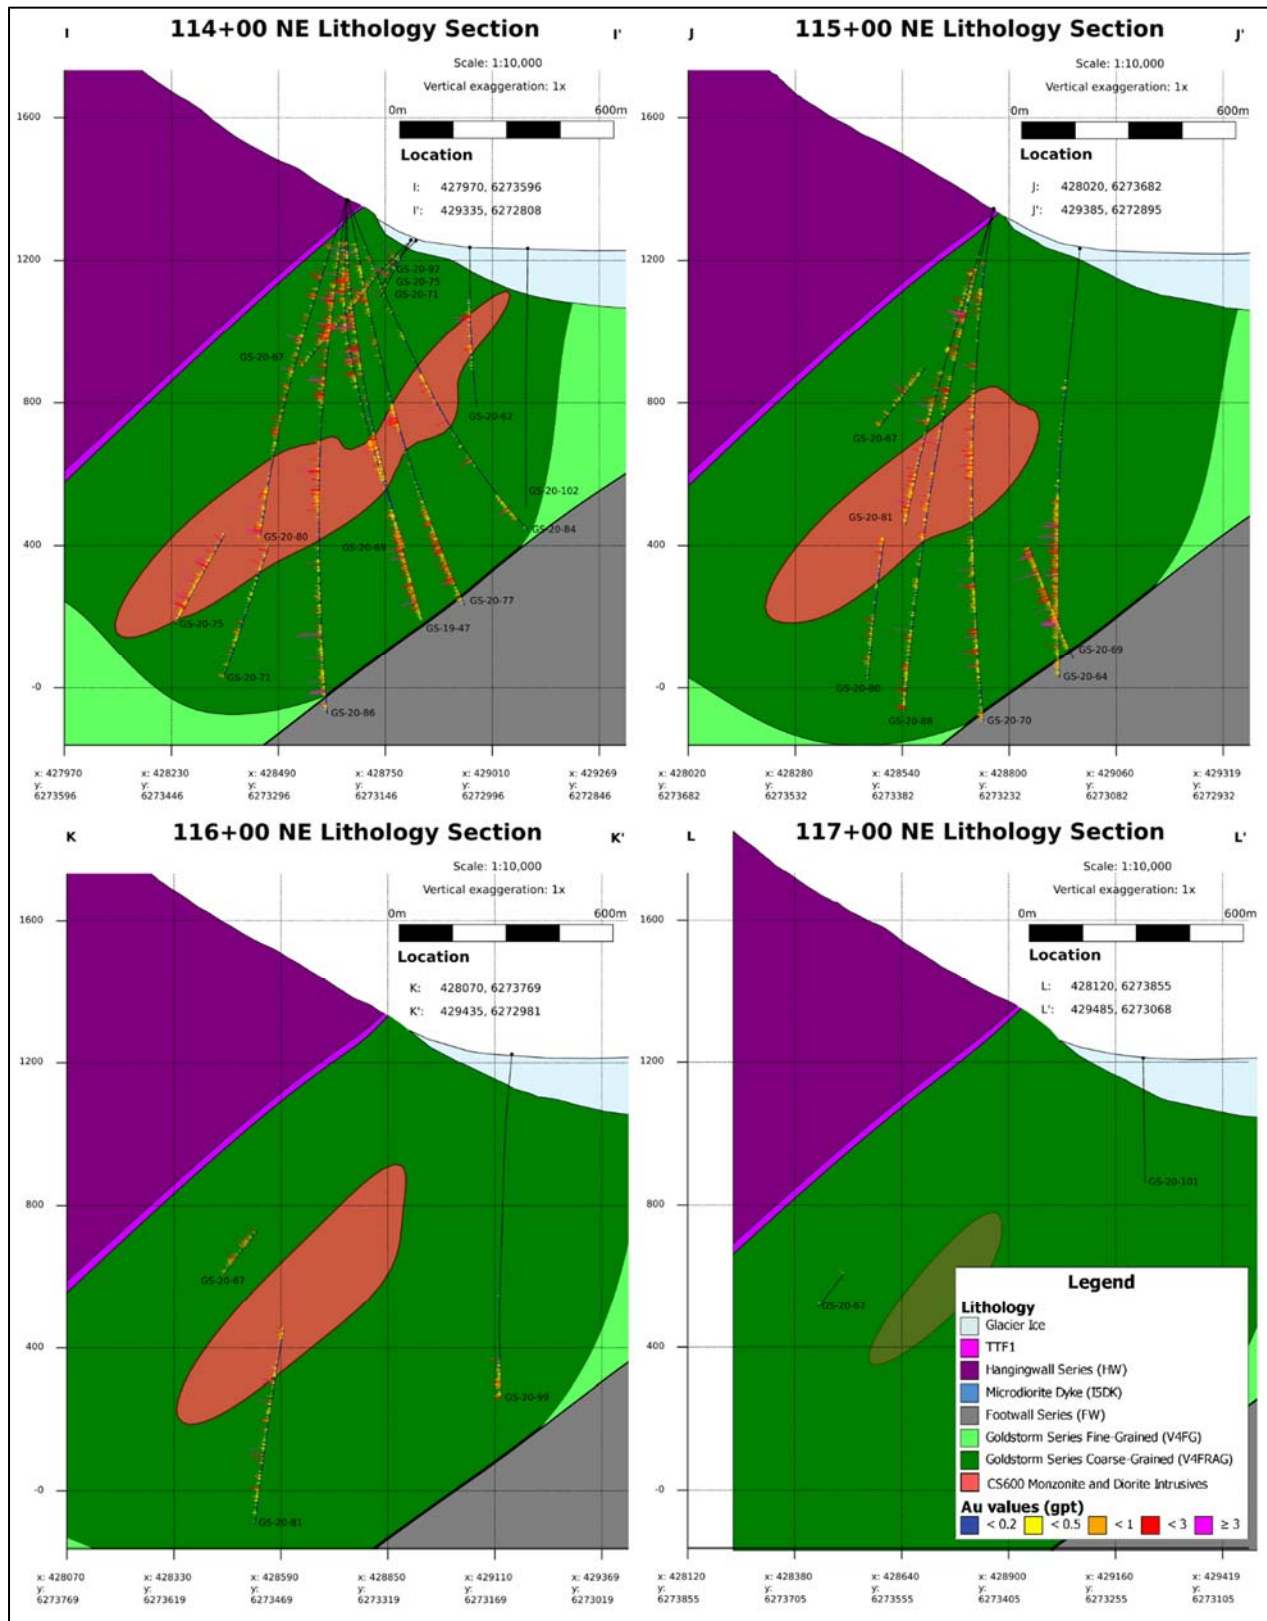 I
114+00 NE Lithology Section
I'
Scale: 1:10,000
Vertical exaggeration: 1x
0m
600m
Location
I: 427970, 6273596
I': 429335, 6272808
1600
1200
800
400
-0
GS-20-92
GS-20-75
GS-20-71
GS-20-67
GS-20-62
GS-20-102
GS-20-84
GS-20-80
GS-20-69
GS-20-77
GS-20-75
GS-19-47
GS-20-71
GS-20-86
x: 427970 x: 428230 x: 428490 x: 428750 x: 429010 x: 429269
y: y: y: y: y: y:
6273596 6273446 6273296 6273146 6272996 6272846
J
115+00 NE Lithology Section
J'
Scale: 1:10,000
Vertical exaggeration: 1x
0m
600m
Location
J: 428020, 6273682
J': 429385, 6272895
1600
1200
800
400
-0
GS-20-67
GS-20-81
GS-20-69
GS-20-80
GS-20-64
GS-20-88
GS-20-70
x: 428020 x: 428280 x: 428540 x: 428800 x: 429060 x: 429319
y: y: y: y: y: y:
6273682 6273532 6273382 6273232 6273082 6272932
K
116+00 NE Lithology Section
K'
Scale: 1:10,000
Vertical exaggeration: 1x
0m
600m
Location
K: 428070, 6273769
K': 429435, 6272981
1600
1200
800
400
-0
GS-20-67
GS-20-99
GS-20-81
x: 428070 x: 428330 x: 428590 x: 428850 x: 429110 x: 429369
y: y: y: y: y: y:
6273769 6273619 6273469 6273319 6273169 6273019
L
117+00 NE Lithology Section
L'
Scale: 1:10,000
Vertical exaggeration: 1x
0m
600m
Location
L: 428120, 6273855
L': 429485, 6273068
1600
1200
800
400
-0
GS-20-101
GS-20-67
Legend
Lithology
Glacier Ice
TTF1
Hangingwall Series (HW)
Microdiorite Dyke (I5DK)
Footwall Series (FW)
Goldstorm Series Fine-Grained (V4FG)
Goldstorm Series Coarse-Grained (V4FRAG)
CS600 Monzonite and Diorite Intrusives
Au values (gpt)
< 0.2 < 0.5 < 1 < 3 ≥ 3
x: 428120 x: 428380 x: 428640 x: 428900 x: 429160 x: 429419
y: y: y: y: y: y:
6273855 6273705 6273555 6273405 6273255 6273105